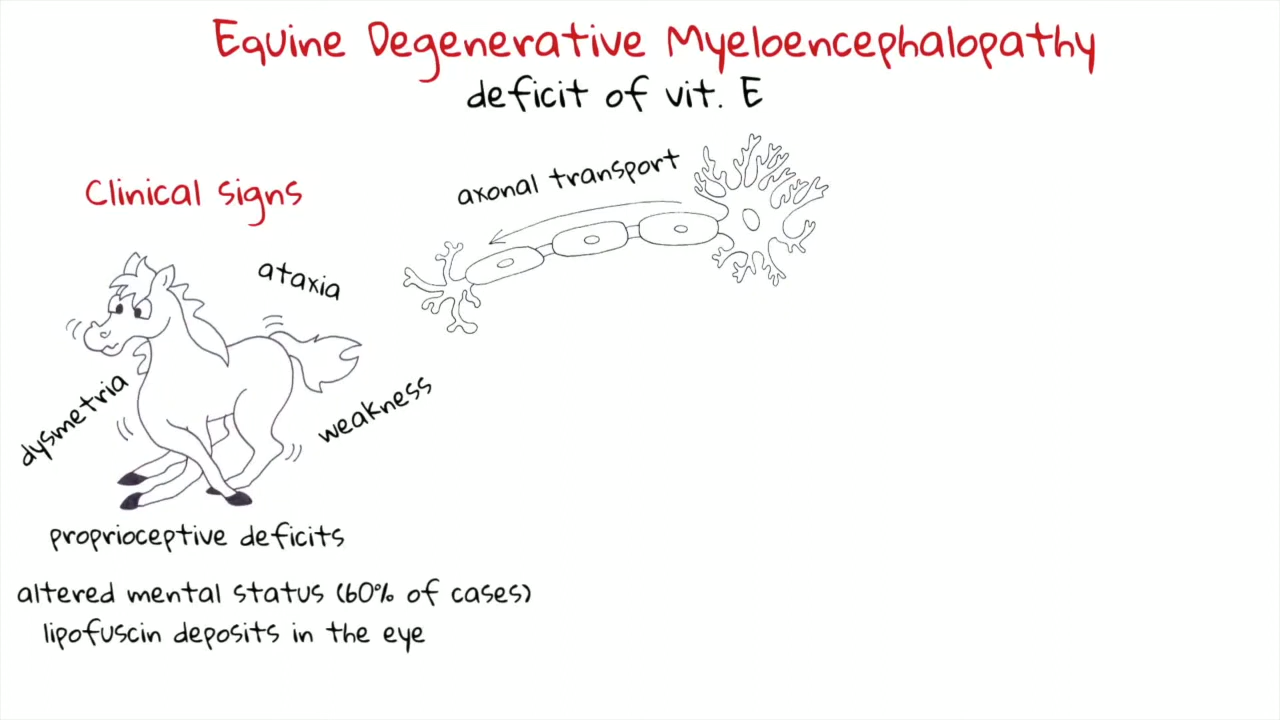 Equine Degenerative Myeloencephalopathy
deficit of vit. E
Clinical signs
axonal transport
ataxia
dysmetria
weakness
proprioceptive deficits
altered mental status (60% of cases)
lipofuscin deposits in the eye